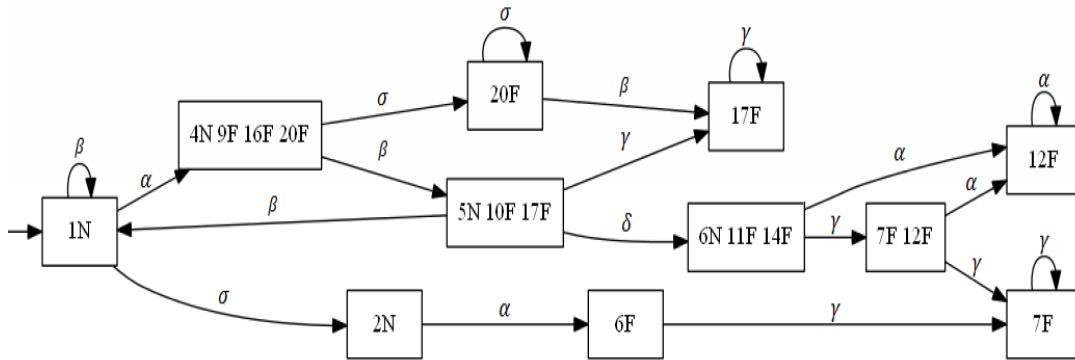 σ
γ
20F
β
α
σ
17F
4N 9F 16F 20F
12F
β
γ
α
β
α
α
5N 10F 17F
β
1N
δ
6N 11F 14F
γ
7F 12F
γ
γ
σ
2N
α
6F
γ
7F